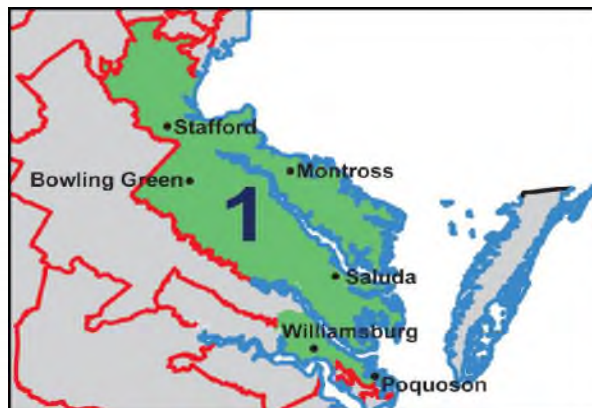 Stafford
Montross
Bowling Green
1
Saluda
Williamsburg
Poquoson